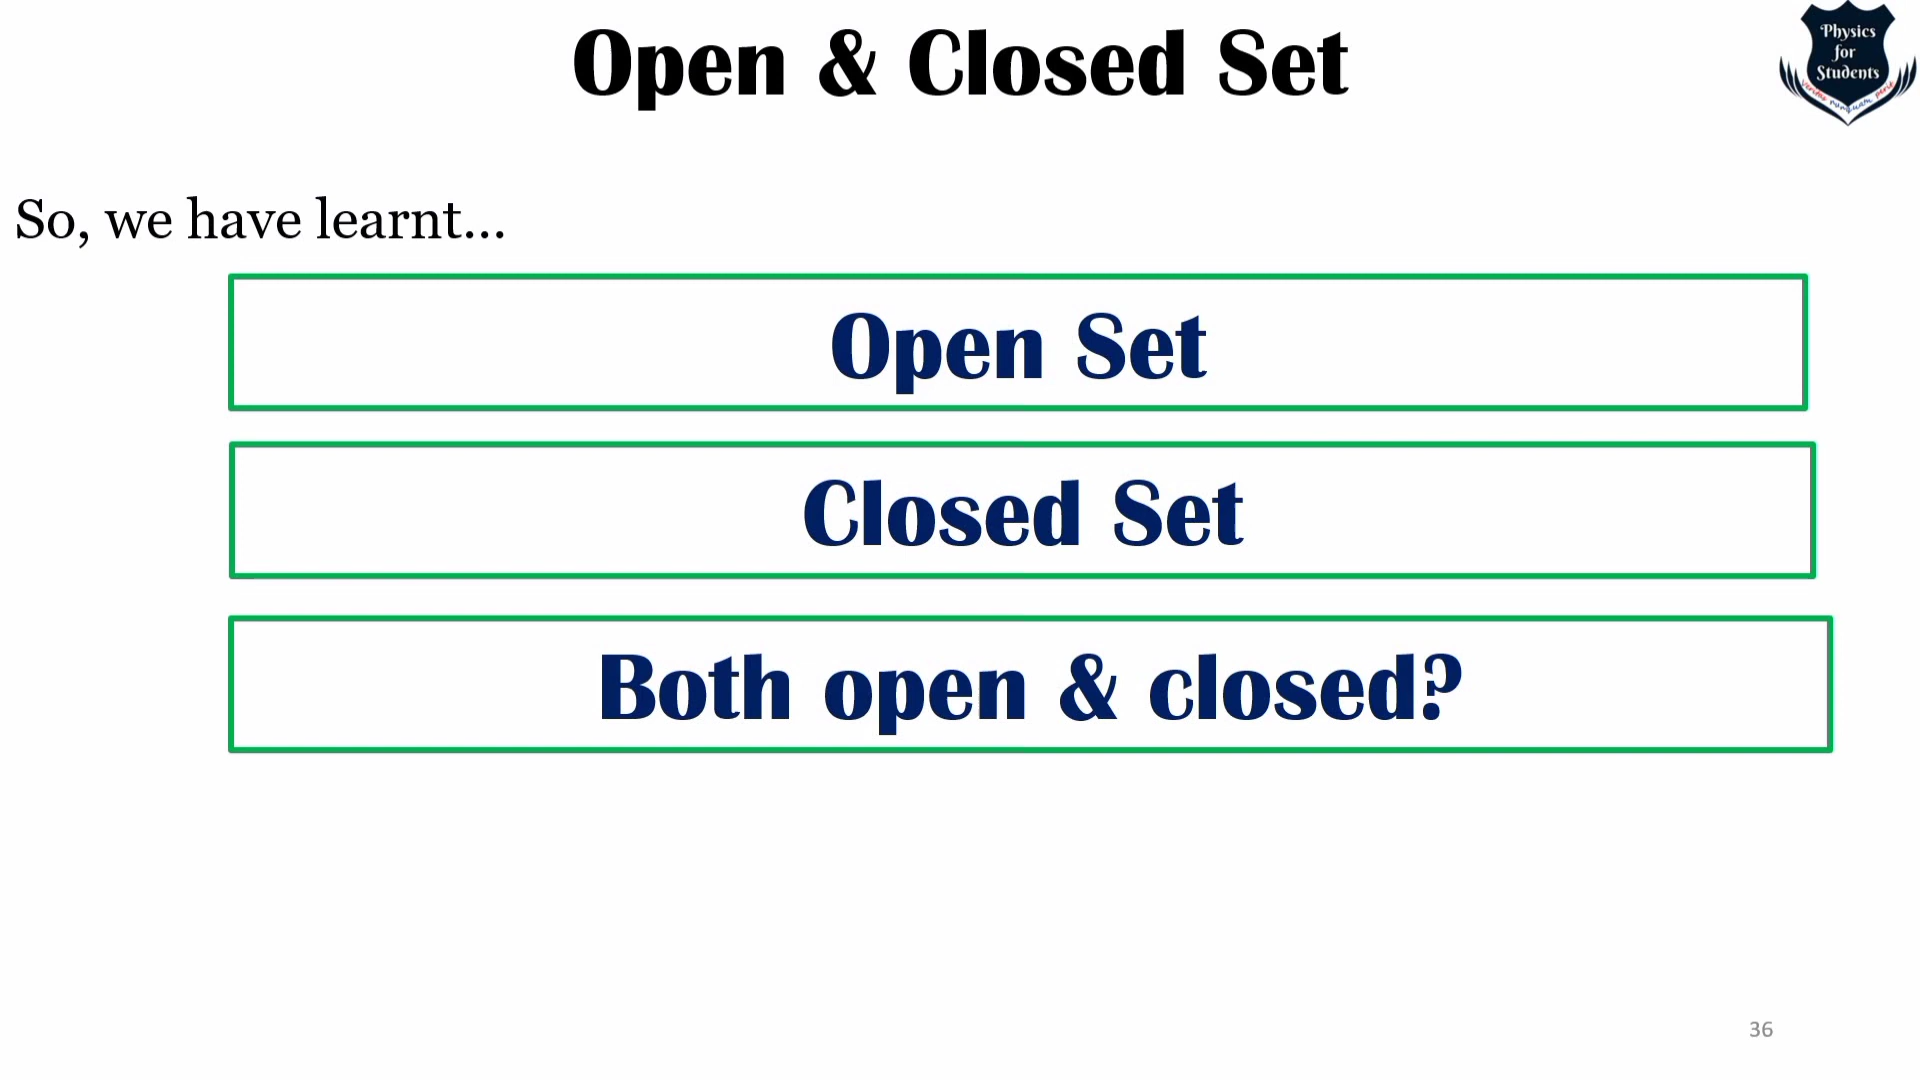 Open & Closed Set
Physics
for
Students
So, we have learnt...
Open Set
Closed Set
Both open & closed?
36